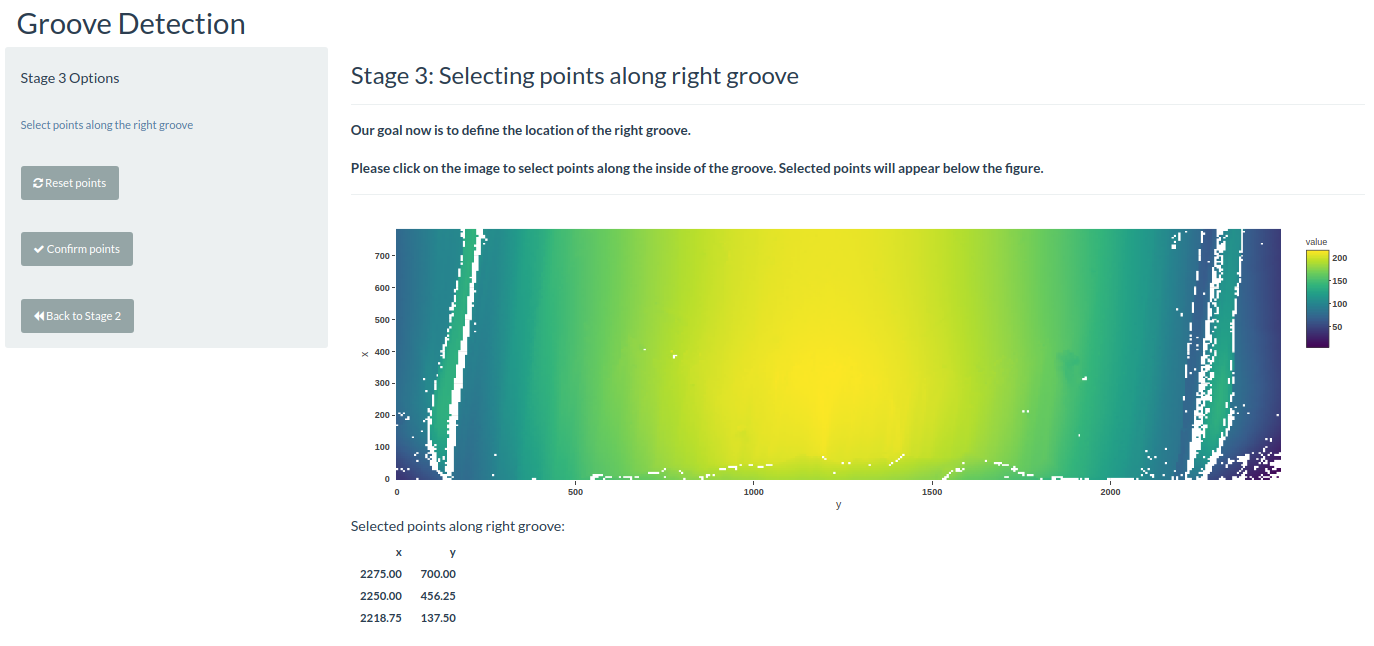 Groove Detection
Stage 3 Options
Select points along the right groove
Reset points
Confirm points
Back to Stage 2
Stage 3: Selecting points along right groove
Our goal now is to define the location of the right groove.
Please click on the image to select points along the inside of the groove. Selected points will appear below the figure.
x
700
600
500
400
300
200
100
0
0 500 1000 1500 2000
y
value
200
150
100
50
Selected points along right groove:
x y
2275.00 700.00
2250.00 456.25
2218.75 137.50